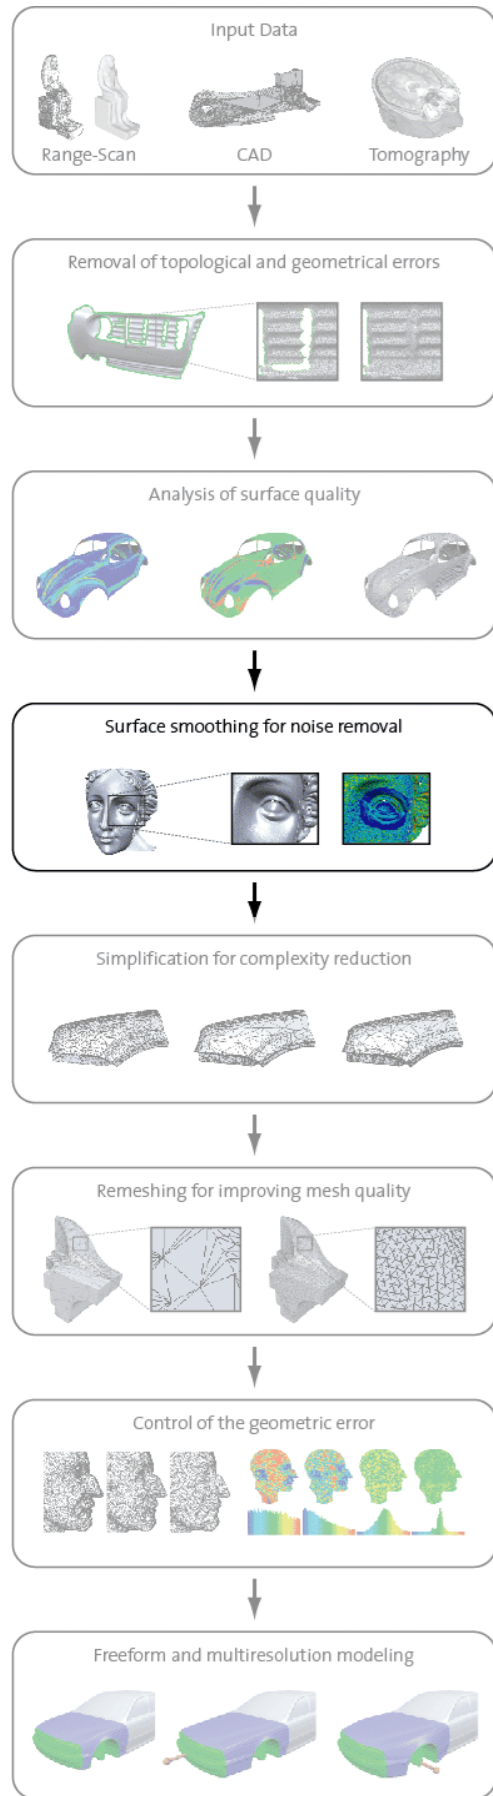 Input Data
Range-Scan
CAD
Tomography
Removal of topological and geometrical errors
Analysis of surface quality
Surface smoothing for noise removal
Simplification for complexity reduction
Remeshing for improving mesh quality
Control of the geometric error
Freeform and multiresolution modeling